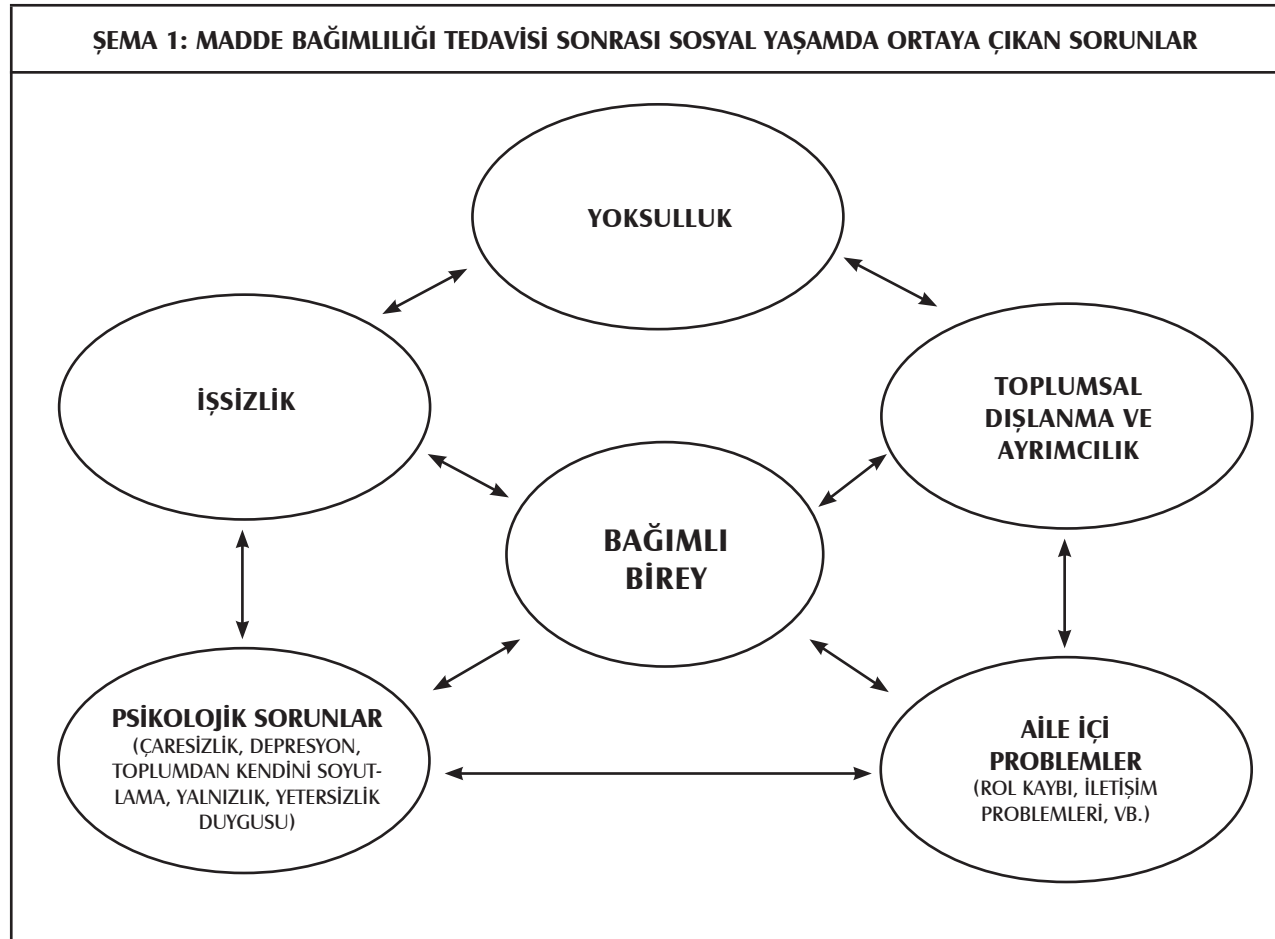 ŞEMA 1: MADDE BAĞIMLILIĞI TEDAVİSİ SONRASI SOSYAL YAŞAMDA ORTAYA ÇIKAN SORUNLAR
YOKSULLUK
İŞSİZLİK
TOPLUMSAL
DIŞLANMA VE
AYRIMCILIK
BAĞIMLI
BİREY
PSİKOLOJİK SORUNLAR
(ÇARESİZLİK, DEPRESYON,
TOPLUMDAN KENDİNİ SOYUT-
LAMA, YALNIZLIK, YETERSİZLİK
DUYGUSU)
AİLE İÇİ
PROBLEMLER
(ROL KAYBI, İLETİŞİM
PROBLEMLERİ, VB.)